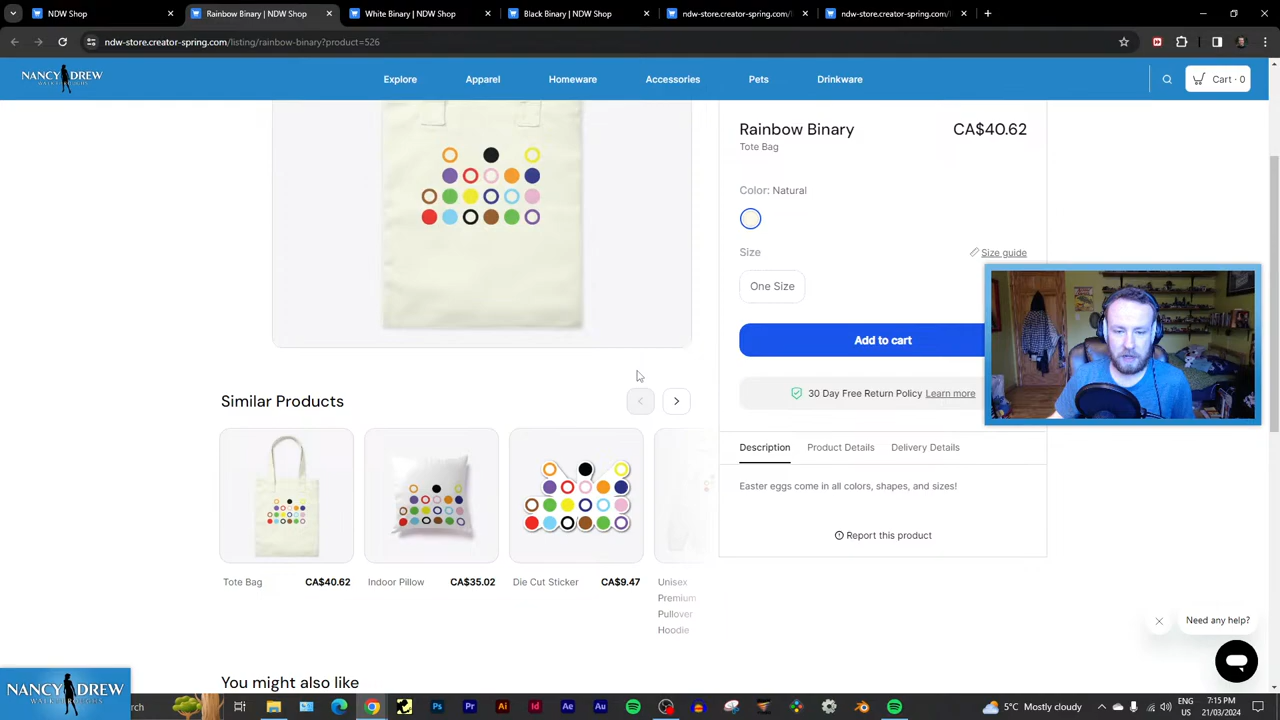 NDW Shop
Rainbow Binary | NDW Shop
White Binary | NDW Shop
Black Binary | NDW Shop
ndw-store.creator-spring.com/l
ndw-store.creator-spring.com/l
ndw-store.creator-spring.com/listing/rainbow-binary?product=526
NANCY DREW
WALKTHROUGHS
Explore
Apparel
Homeware
Accessories
Pets
Drinkware
Cart · 0
Rainbow Binary
CA$40.62
Tote Bag
Color: Natural
Size
Size guide
One Size
Add to cart
30 Day Free Return Policy Learn more
Similar Products
Description
Product Details
Delivery Details
Easter eggs come in all colors, shapes, and sizes!
Report this product
Tote Bag CA$40.62
Indoor Pillow CA$35.02
Die Cut Sticker CA$9.47
Unisex
Premium
Pullover
Hoodie
Need any help?
You might also like
NANCY DREW
WALKTHROUGHS
rch
5°C Mostly cloudy
ENG
US
7:15 PM
21/03/2024